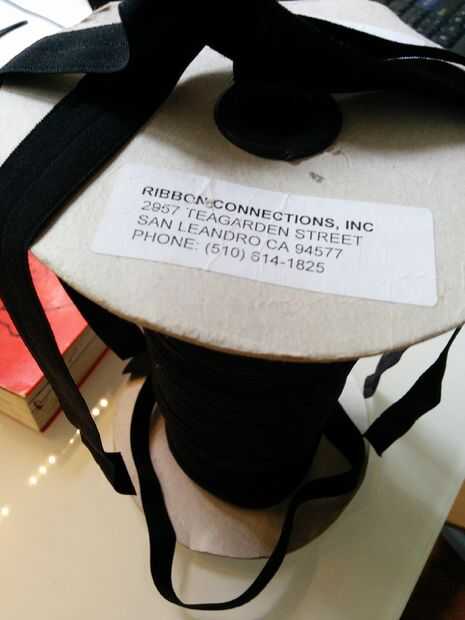 RIBBON CONNECTIONS, INC
2957 TEAGARDEN STREET
SAN LEANDRO CA 94577
PHONE: (510) 614-1825